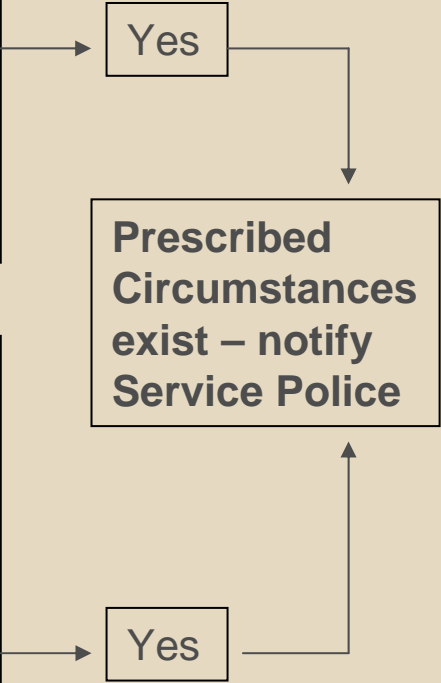 Yes
Prescribed
Circumstances
exist – notify
Service Police
Yes